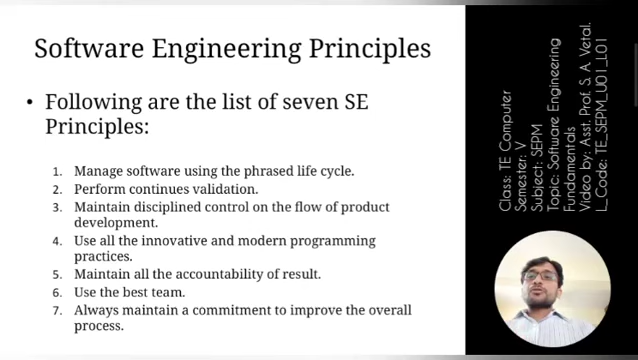 Software Engineering Principles
• Following are the list of seven SE
Principles:
1. Manage software using the phrased life cycle.
2. Perform continues validation.
3. Maintain disciplined control on the flow of product
development.
4. Use all the innovative and modern programming
practices.
5. Maintain all the accountability of result.
6. Use the best team.
7. Always maintain a commitment to improve the overall
process.
Class: TE Computer
Semester: V
Subject: SEPM
Topic: Software Engineering
Fundamentals
Video by: Asst. Prof. S. A Vetal.
L_Code: TE_SEPM_U01_L01